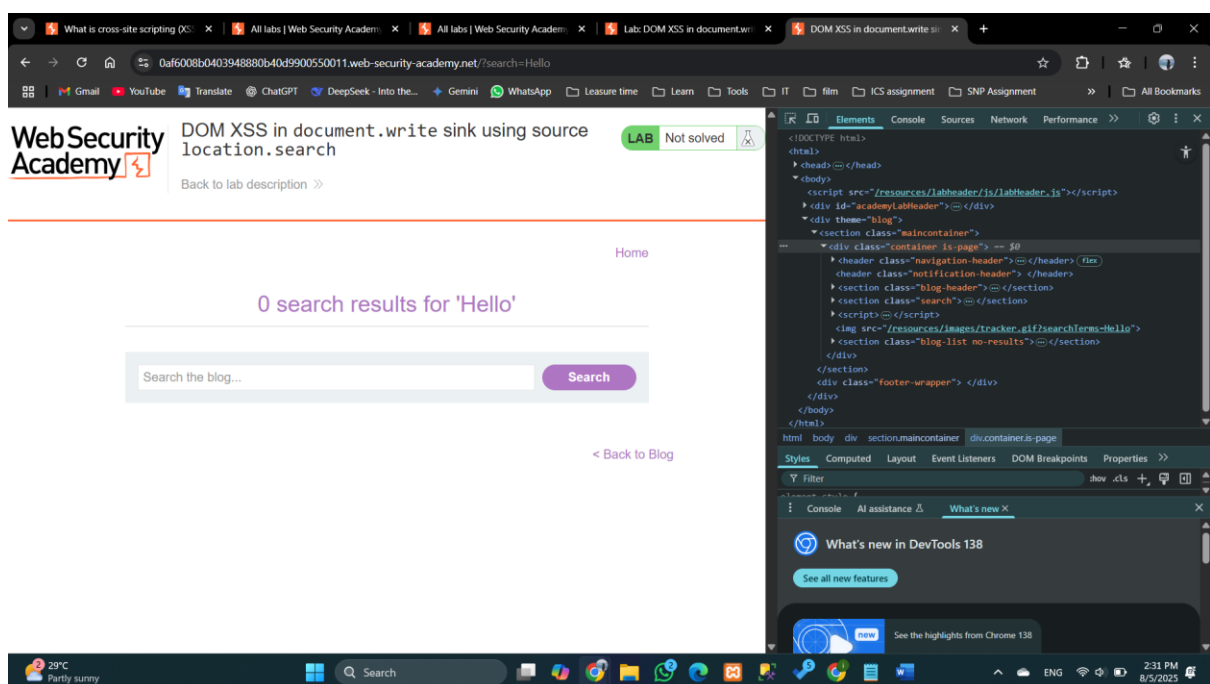 What is cross-site scripting (XSS
All labs | Web Security Academy
All labs | Web Security Academy
Lab: DOM XSS in document.wri
DOM XSS in document.write sin
0af6008b0403948880b40d9900550011.web-security-academy.net/?search=Hello
Gmail
YouTube
Translate
ChatGPT
DeepSeek - Into the...
Gemini
WhatsApp
Leasure time
Learn
Tools
IT
film
ICS assignment
SNP Assignment
»
All Bookmarks
Web Security
Academy
DOM XSS in document.write sink using source
location.search
Back to lab description »
LAB Not solved
Home
0 search results for 'Hello'
Search the blog...
Search
< Back to Blog
Elements Console Sources Network Performance »
<!DOCTYPE html>
<html>
<head>…</head>
<body>
<script src="/resources/labheader/js/labHeader.js"></script>
<div id="academyLabHeader">…</div>
<div theme="blog">
<section class="maincontainer">
<div class="container is-page"> == $0
<header class="navigation-header">…</header> flex
<header class="notification-header"> </header>
<section class="blog-header">…</section>
<section class="search">…</section>
<script>…</script>
<img src="/resources/images/tracker.gif?searchTerms=Hello">
<section class="blog-list no-results">…</section>
</div>
</section>
<div class="footer-wrapper"> </div>
</div>
</body>
</html>
html body div section.maincontainer div.container.is-page
Styles Computed Layout Event Listeners DOM Breakpoints Properties »
Filter
:hov .cls +
element.style {
Console AI assistance What's new ×
What's new in DevTools 138
See all new features
new
See the highlights from Chrome 138
2
29°C
Partly sunny
Search
2
5
ENG
2:31 PM
8/5/2025